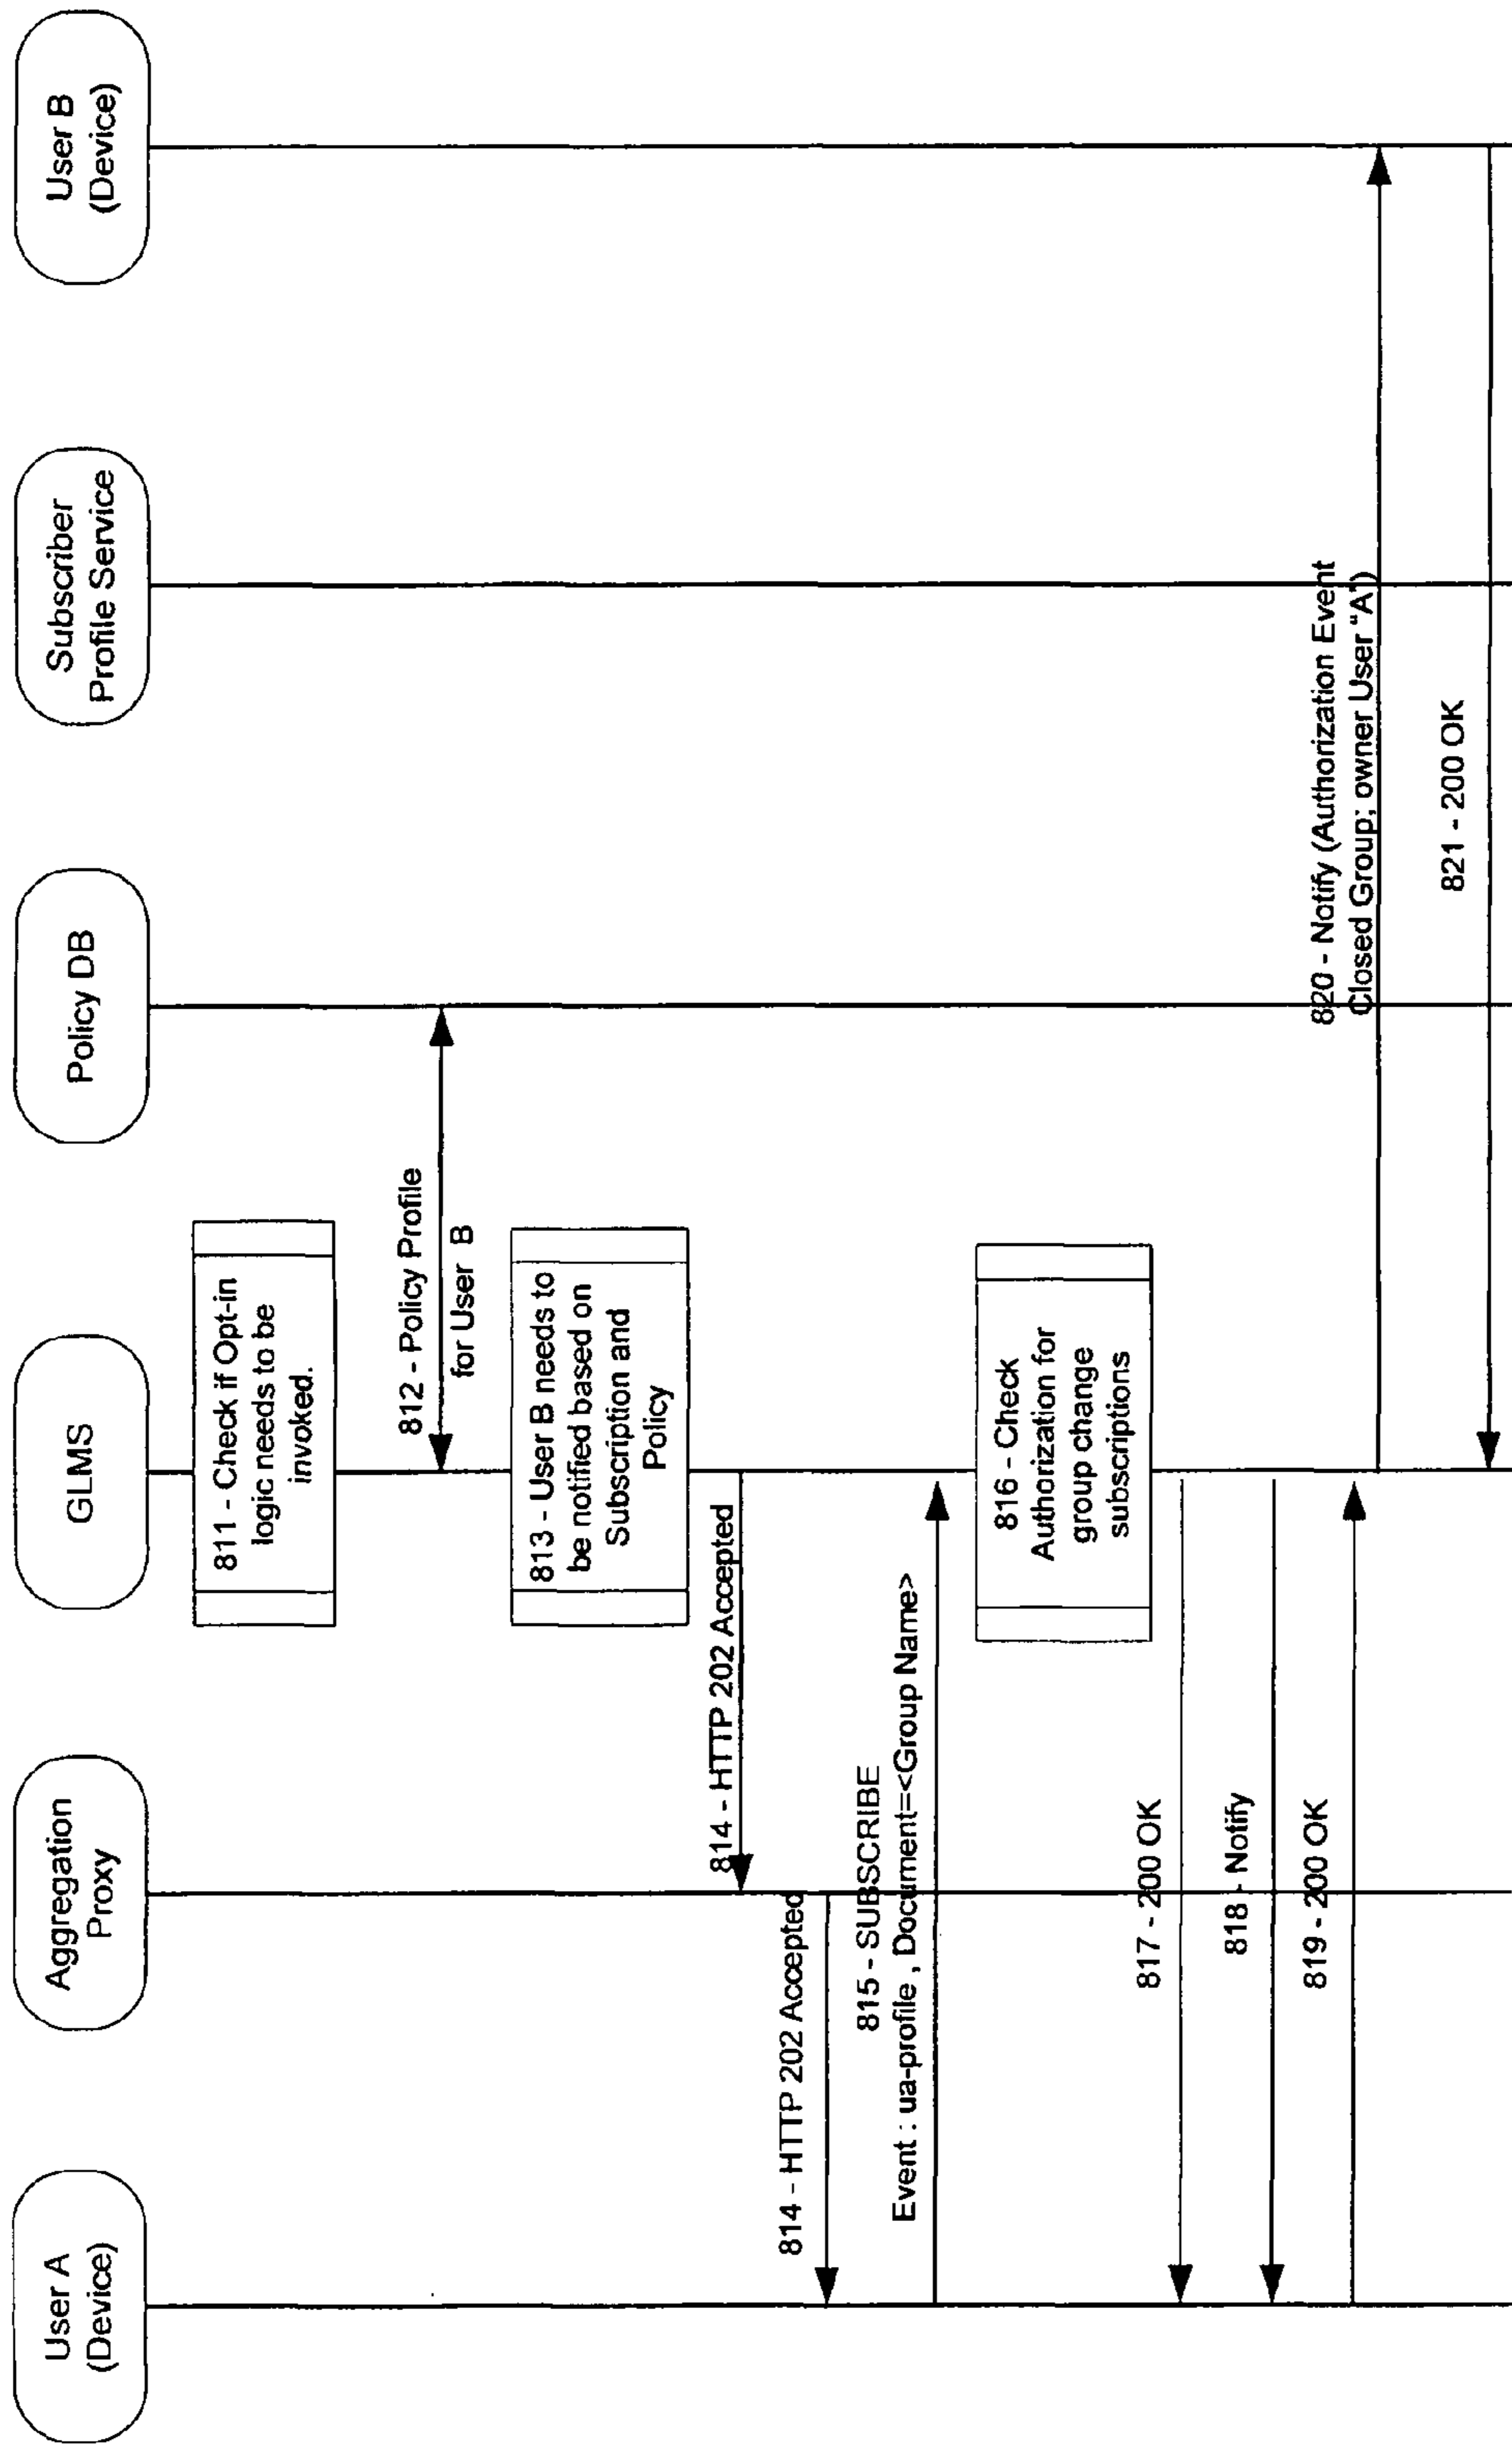 User A
(Device)
Aggregation
Proxy
GLMS
Policy DB
Subscriber
Profile Service
User B
(Device)
811 - Check if Opt-in
logic needs to be
invoked.
812 - Policy Profile
for User B
813 - User B needs to
be notified based on
Subscription and
Policy
814 - HTTP 202 Accepted
814 - HTTP 202 Accepted
815 - SUBSCRIBE
Event : ua-profile , Document=<Group Name>
816 - Check
Authorization for
group change
subscriptions
817 - 200 OK
818 - Notify
819 - 200 OK
820 - Notify (Authorization Event
Closed Group; owner User "A")
821 - 200 OK